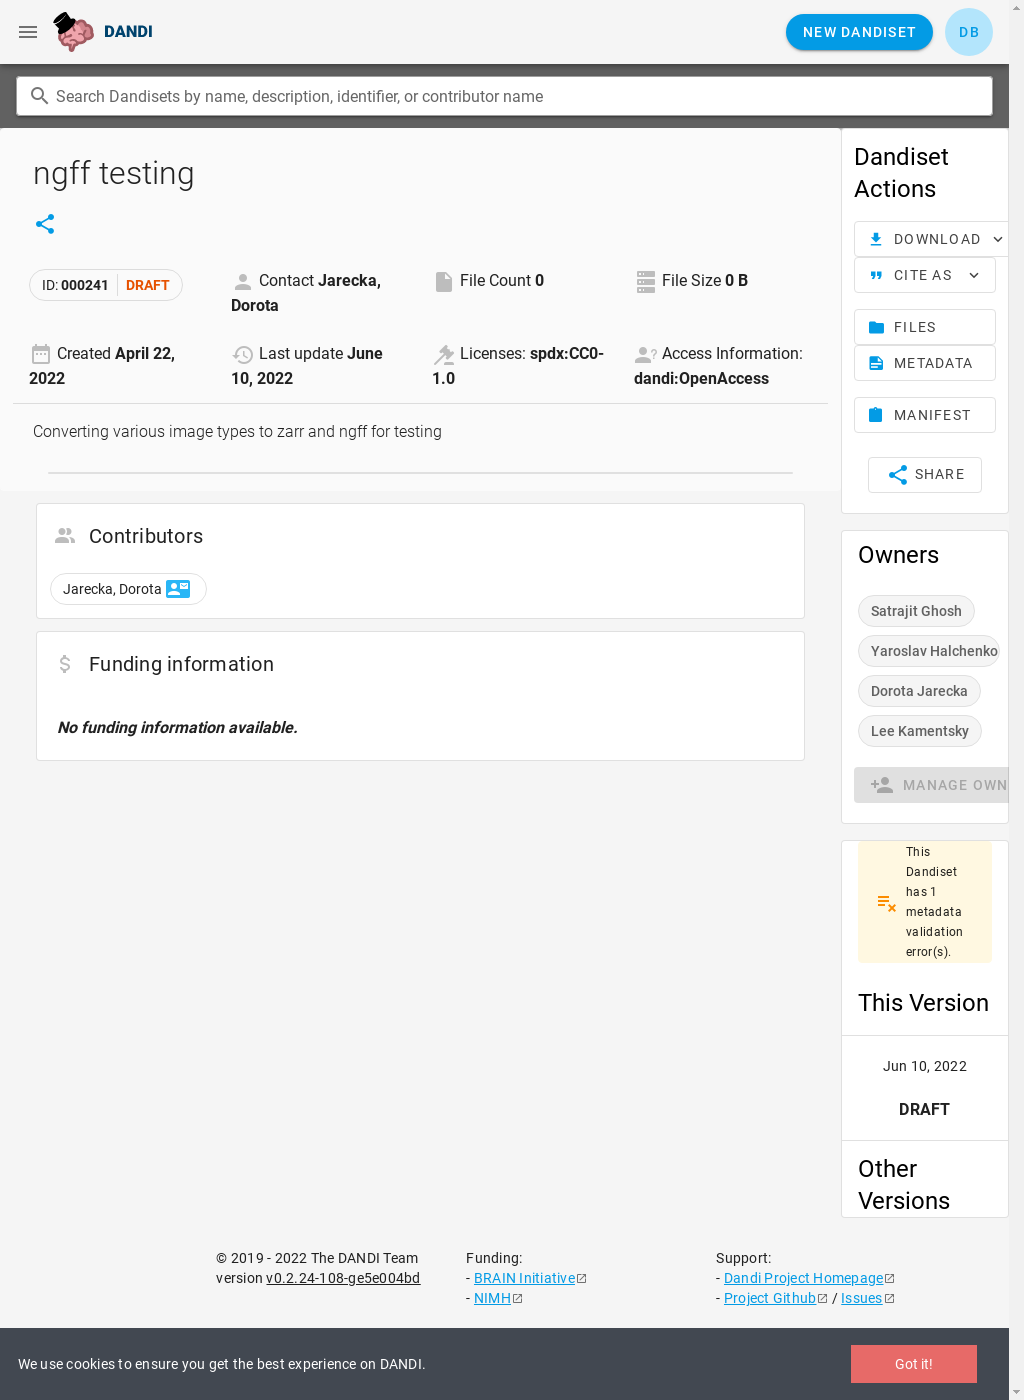 DANDI
NEW DANDISET
DB
Search Dandisets by name, description, identifier, or contributor name
ngff testing
ID: 000241 DRAFT
Contact Jarecka,
Dorota
File Count 0
File Size 0 B
Created April 22,
2022
Last update June
10, 2022
Licenses: spdx:CC0-
1.0
Access Information:
dandi:OpenAccess
Converting various image types to zarr and ngff for testing
Contributors
Jarecka, Dorota
Funding information
No funding information available.
Dandiset
Actions
DOWNLOAD
CITE AS
FILES
METADATA
MANIFEST
SHARE
Owners
Satrajit Ghosh
Yaroslav Halchenko
Dorota Jarecka
Lee Kamentsky
MANAGE OWN
This
Dandiset
has 1
metadata
validation
error(s).
This Version
Jun 10, 2022
DRAFT
Other
Versions
© 2019 - 2022 The DANDI Team
version v0.2.24-108-ge5e004bd
Funding:
- BRAIN Initiative
- NIMH
Support:
- Dandi Project Homepage
- Project Github / Issues
We use cookies to ensure you get the best experience on DANDI.
Got it!